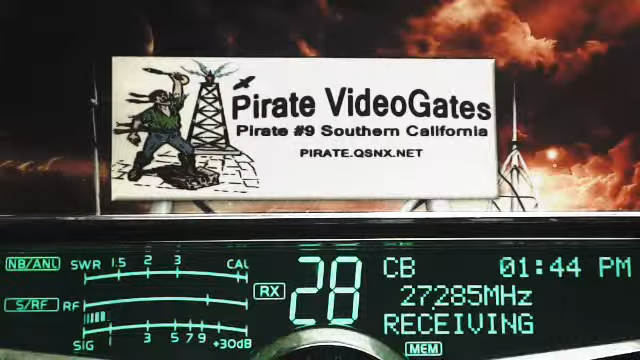 Pirate VideoGates
Pirate #9 Southern California
PIRATE.QSNX.NET
NB/ANL SWR 1.5 2 3 CAL
S/RF RF
SIG 1 3 5 7 9 +30dB
RX 28
CB 01:44 PM
27285MHz
RECEIVING
MEM